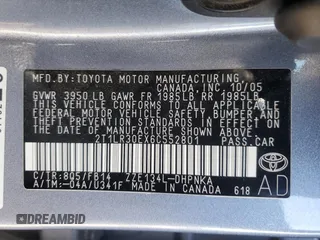 MFD.BY:TOYOTA MOTOR MANUFACTURING,
CANADA, INC. 10/05
GVWR 3950 LB GAWR FR 1985LB RR 1985LB
THIS VEHICLE CONFORMS TO ALL APPLICABLE
FEDERAL MOTOR VEHICLE SAFETY, BUMPER,
AND THEFT PREVENTION STANDARDS IN EFFECT
ON THE DATE OF MANUFACTURE SHOWN ABOVE.
2T1LR30EX6C552801 PASS.CAR
C/TR:8Q5/FB14 ZZE134L-DHPNKA
A/TM:-04A/U341F MADE IN CANADA 618
TOYOTA
AD
DREAMBID